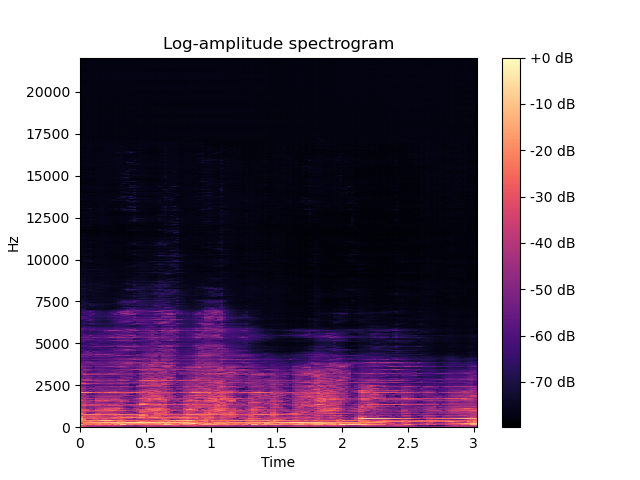 Log-amplitude spectrogram
+0 dB
20000
-10 dB
17500
-20 dB
15000
-30 dB
12500
-40 dB
Hz
10000
-50 dB
7500
-60 dB
5000
-70 dB
2500
0
0 0.5 1 1.5 2 2.5 3
Time